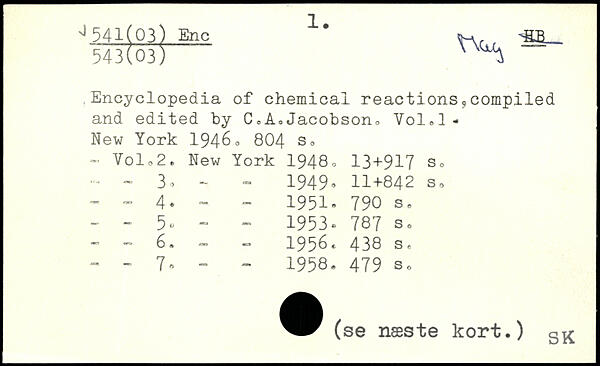 1.
541(03) Enc
543(03)
Mag HB
Encyclopedia of chemical reactions,compiled
and edited by C.A.Jacobson. Vol.1-
New York 1946. 804 s.
- Vol.2. New York 1948. 13+917 s.
- - 3. - - 1949. 11+842 s.
- - 4. - - 1951. 790 s.
- - 5. - - 1953. 787 s.
- - 6. - - 1956. 438 s.
- - 7. - - 1958. 479 s.
(se næste kort.)
SK